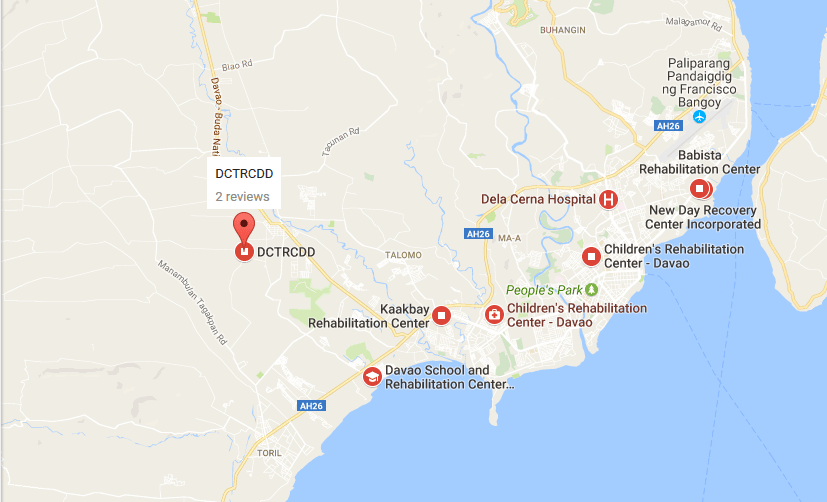 Malagamor Rd
BUHANGIN
Biao Rd
Paliparang
Pandaigdig
ng Francisco
Bangoy
Davao - Buda Nati
Tacunan Rd
AH26
Babista
Rehabilitation Center
DCTRCDD
2 reviews
Dela Cerna Hospital
New Day Recovery
Center Incorporated
AH26
MA-A
DCTRCDD
TALOMO
Children's Rehabilitation
Center - Davao
Manambulan Tagakpan Rd
People's Park
Kaakbay
Rehabilitation Center
Children's Rehabilitation
Center - Davao
Davao School and
Rehabilitation Center...
AH26
TORIL